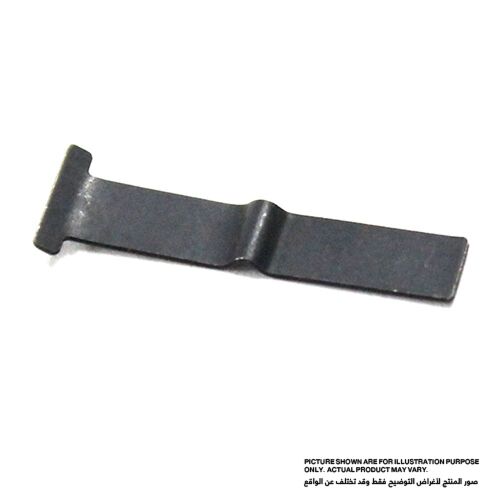 PICTURE SHOWN ARE FOR ILLUSTRATION PURPOSE
ONLY. ACTUAL PRODUCT MAY VARY.
صور المنتج لأغراض التوضيح فقط وقد تختلف عن الواقع